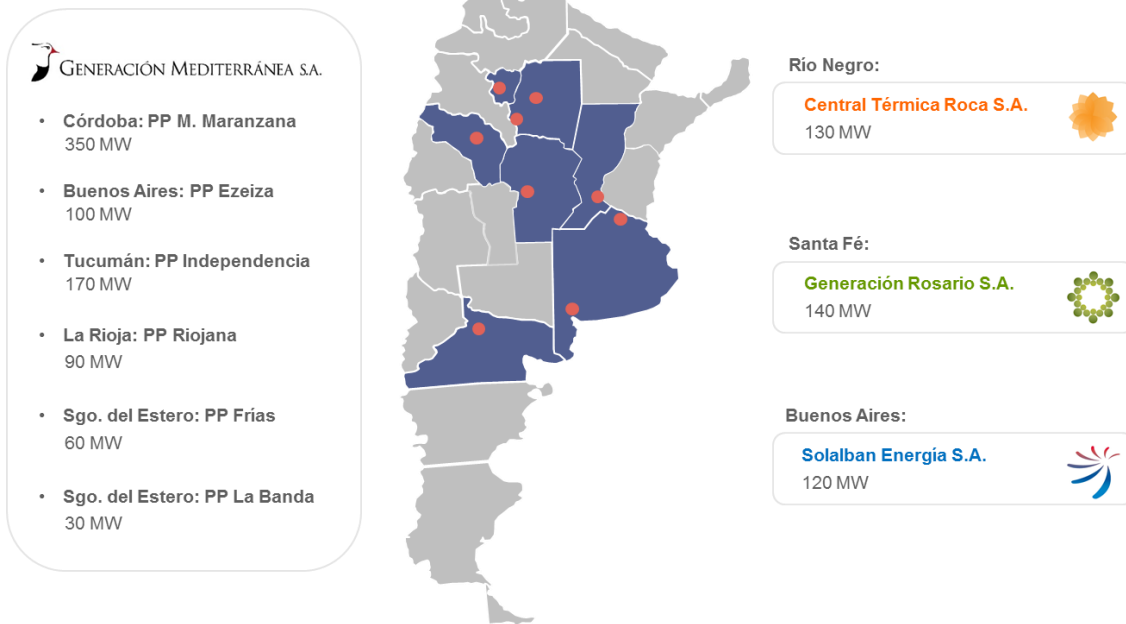 GENERACIÓN MEDITERRÁNEA S.A.
• Córdoba: PP M. Maranzana
350 MW
• Buenos Aires: PP Ezeiza
100 MW
• Tucumán: PP Independencia
170 MW
• La Rioja: PP Riojana
90 MW
• Sgo. del Estero: PP Frías
60 MW
• Sgo. del Estero: PP La Banda
30 MW
Río Negro:
Central Térmica Roca S.A.
130 MW
Santa Fé:
Generación Rosario S.A.
140 MW
Buenos Aires:
Solalban Energía S.A.
120 MW